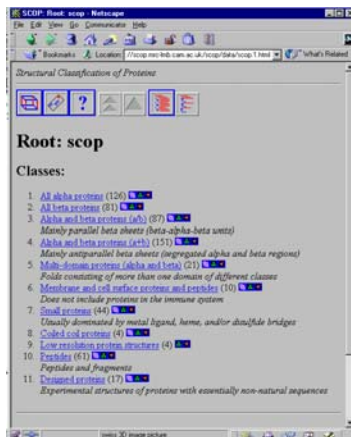 SCOP: Root: scop - Netscape
File Edit View Go Communicator Help
Bookmarks Location: //scop.mrc-lmb.cam.ac.uk/scop/data/scop.1.html What's Related
Structural Classification of Proteins
?
Root: scop
Classes:
1. All alpha proteins (126)
2. All beta proteins (81)
3. Alpha and beta proteins (a/b) (87)
Mainly parallel beta sheets (beta-alpha-beta units)
4. Alpha and beta proteins (a+b) (151)
Mainly antiparallel beta sheets (segregated alpha and beta regions)
5. Multi-domain proteins (alpha and beta) (21)
Folds consisting of more than one domain of different classes
6. Membrane and cell surface proteins and peptides (10)
Does not include proteins in the immune system
7. Small proteins (44)
Usually dominated by metal ligand, heme, and/or disulfide bridges
8. Coiled coil proteins (4)
9. Low resolution protein structures (4)
10. Peptides (61)
Peptides and fragments
11. Designed proteins (17)
Experimental structures of proteins with essentially non-natural sequences
swiss 3D image picture